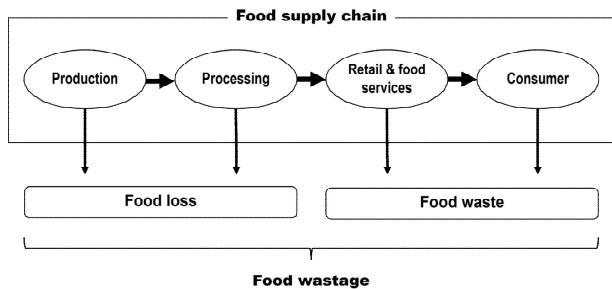 Food supply chain
Production
Processing
Retail & food
services
Consumer
Food loss
Food waste
Food wastage